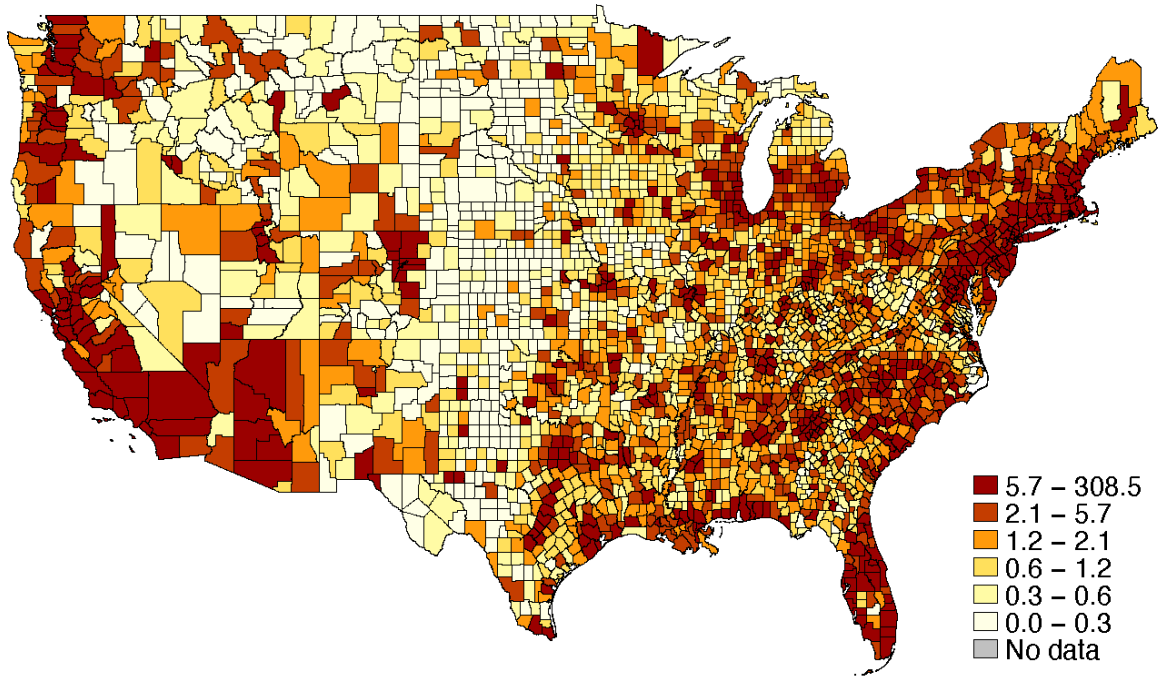 5.7 – 308.5
2.1 – 5.7
1.2 – 2.1
0.6 – 1.2
0.3 – 0.6
0.0 – 0.3
No data